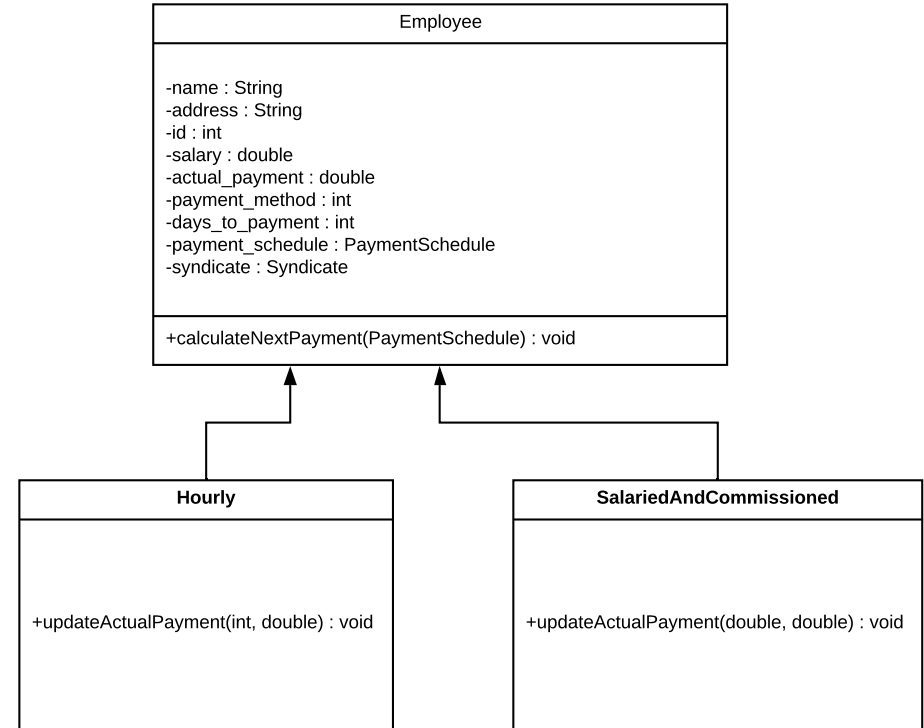 Employee
-name : String
-address : String
-id : int
-salary : double
-actual_payment : double
-payment_method : int
-days_to_payment : int
-payment_schedule : PaymentSchedule
-syndicate : Syndicate
+calculateNextPayment(PaymentSchedule) : void
Hourly
+updateActualPayment(int, double) : void
SalariedAndCommissioned
+updateActualPayment(double, double) : void